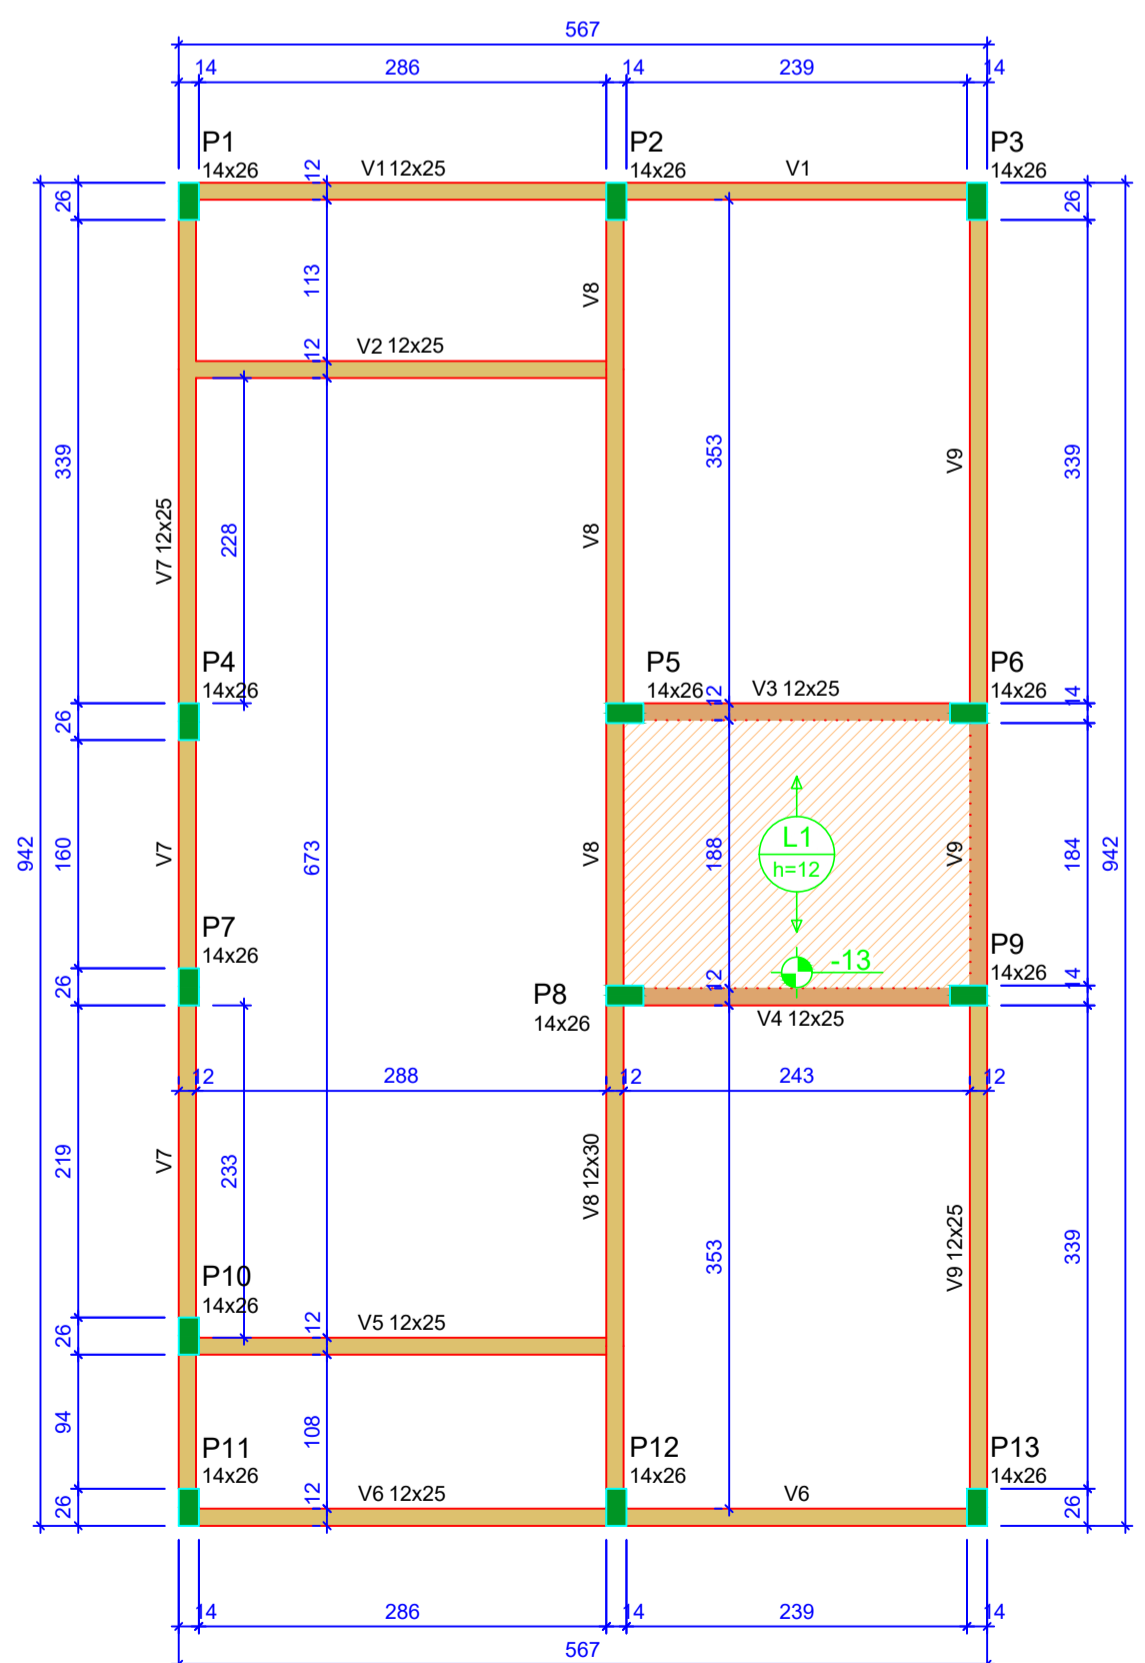 567
14 286 14 239 14
P1 P2 P3
14x26 V1 12x25 12 14x26 V1 14x26
26 26
113 V8
12 V2 12x25
339 353 V9 339
V7 12x25 228 V8
P4 P5 P6
14x26 14x26 12 V3 12x25 14x26 14
26
L1
942 160 V7 673 V8 188 h=12 V9 184 942
P7 P9
14x26 -13 14x26
26 P8 12 14
14x26 V4 12x25
12 288 12 243 12
219 V7 233 V8 12x30
353 V9 12x25 339
P10
14x26
26 12 V5 12x25
94 108
P11 P12 P13
14x26 14x26 14x26
26 12 V6 12x25 V6 26
14 286 14 239 14
567